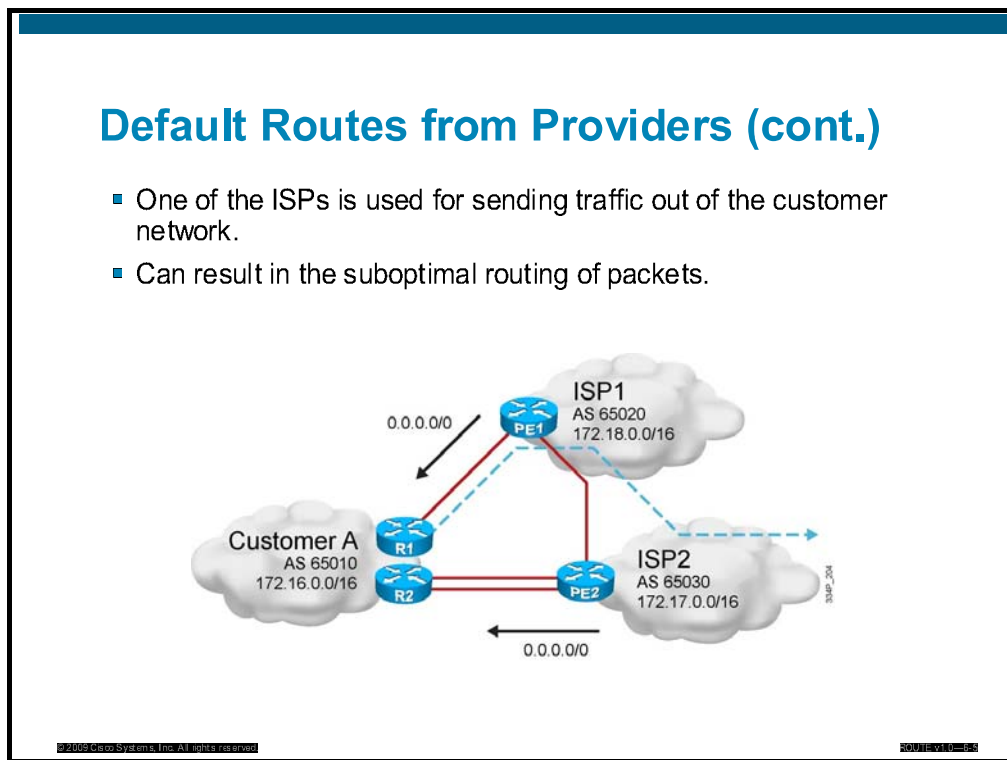 Default Routes from Providers (cont.)
One of the ISPs is used for sending traffic out of the customer
network.
Can result in the suboptimal routing of packets.
ISP1
AS 65020
172.18.0.0/16
0.0.0.0/0
PE1
Customer A
AS 65010
172.16.0.0/16
R1
R2
ISP2
AS 65030
172.17.0.0/16
PE2
334P_204
0.0.0.0/0
© 2009 Cisco Systems, Inc. All rights reserved.
ROUTE v1.0—6-5